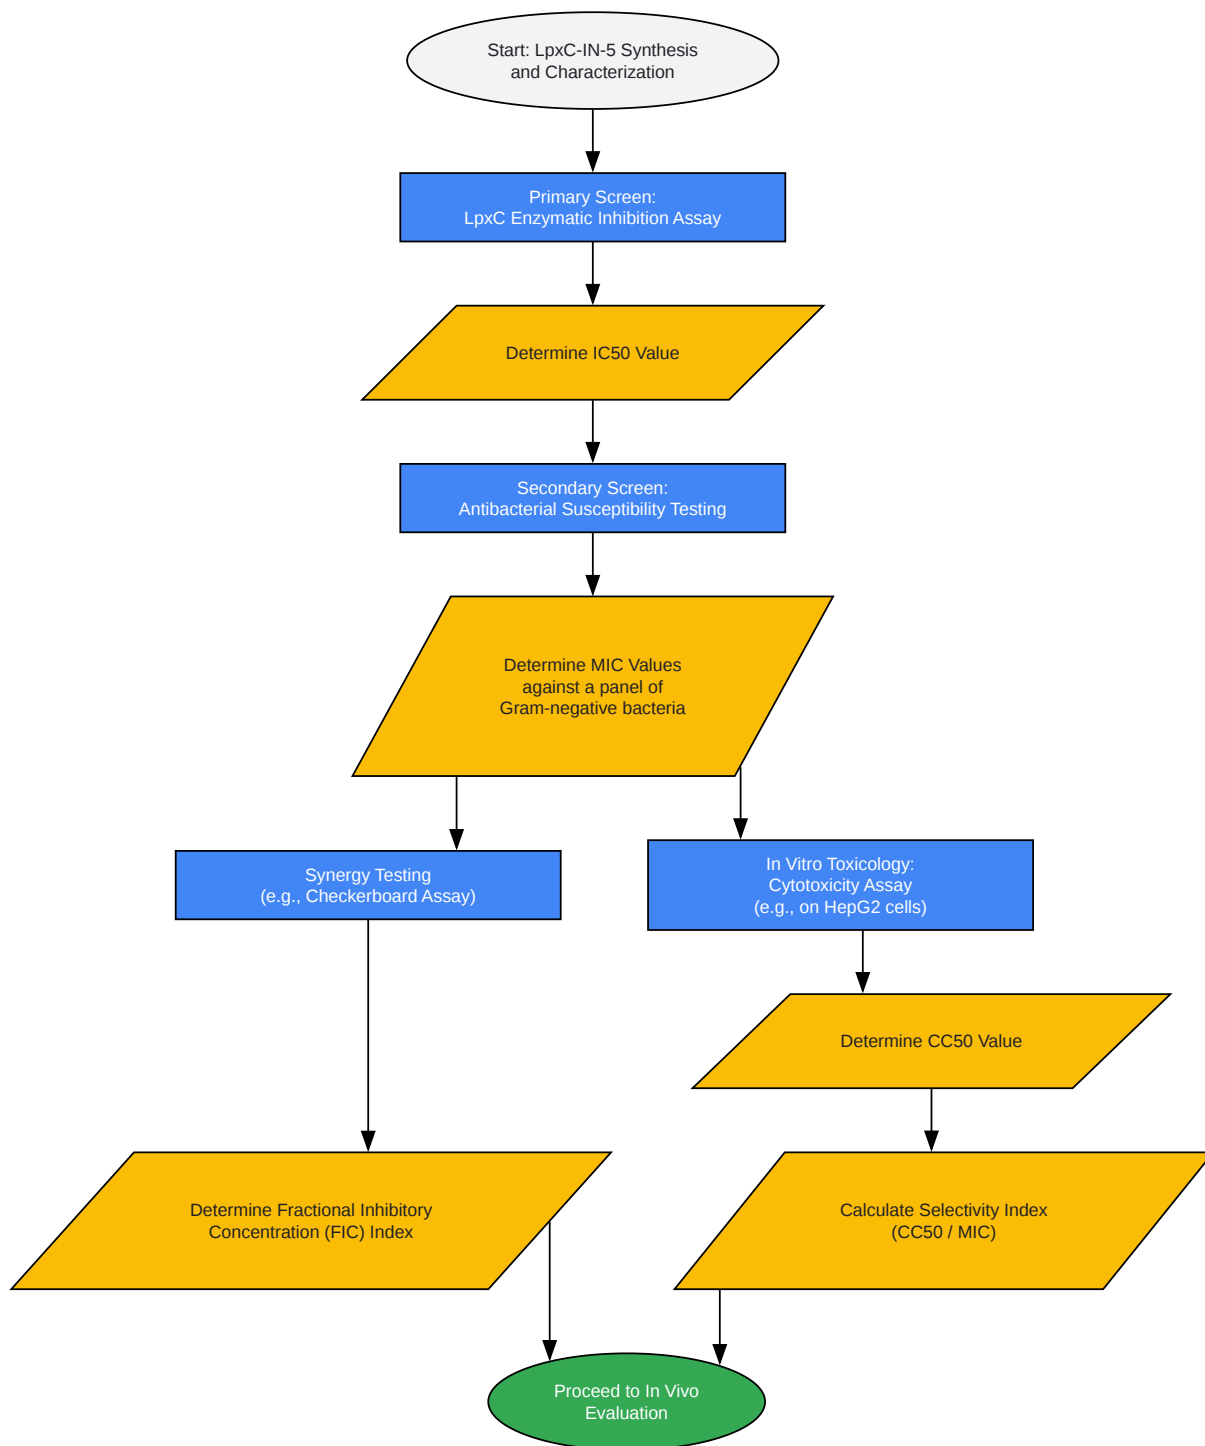 Start: LpxC-IN-5 Synthesis
and Characterization
Primary Screen:
LpxC Enzymatic Inhibition Assay
Determine IC50 Value
Secondary Screen:
Antibacterial Susceptibility Testing
Determine MIC Values
against a panel of
Gram-negative bacteria
Synergy Testing
(e.g., Checkerboard Assay)
In Vitro Toxicology:
Cytotoxicity Assay
(e.g., on HepG2 cells)
Determine CC50 Value
Determine Fractional Inhibitory
Concentration (FIC) Index
Calculate Selectivity Index
(CC50 / MIC)
Proceed to In Vivo
Evaluation